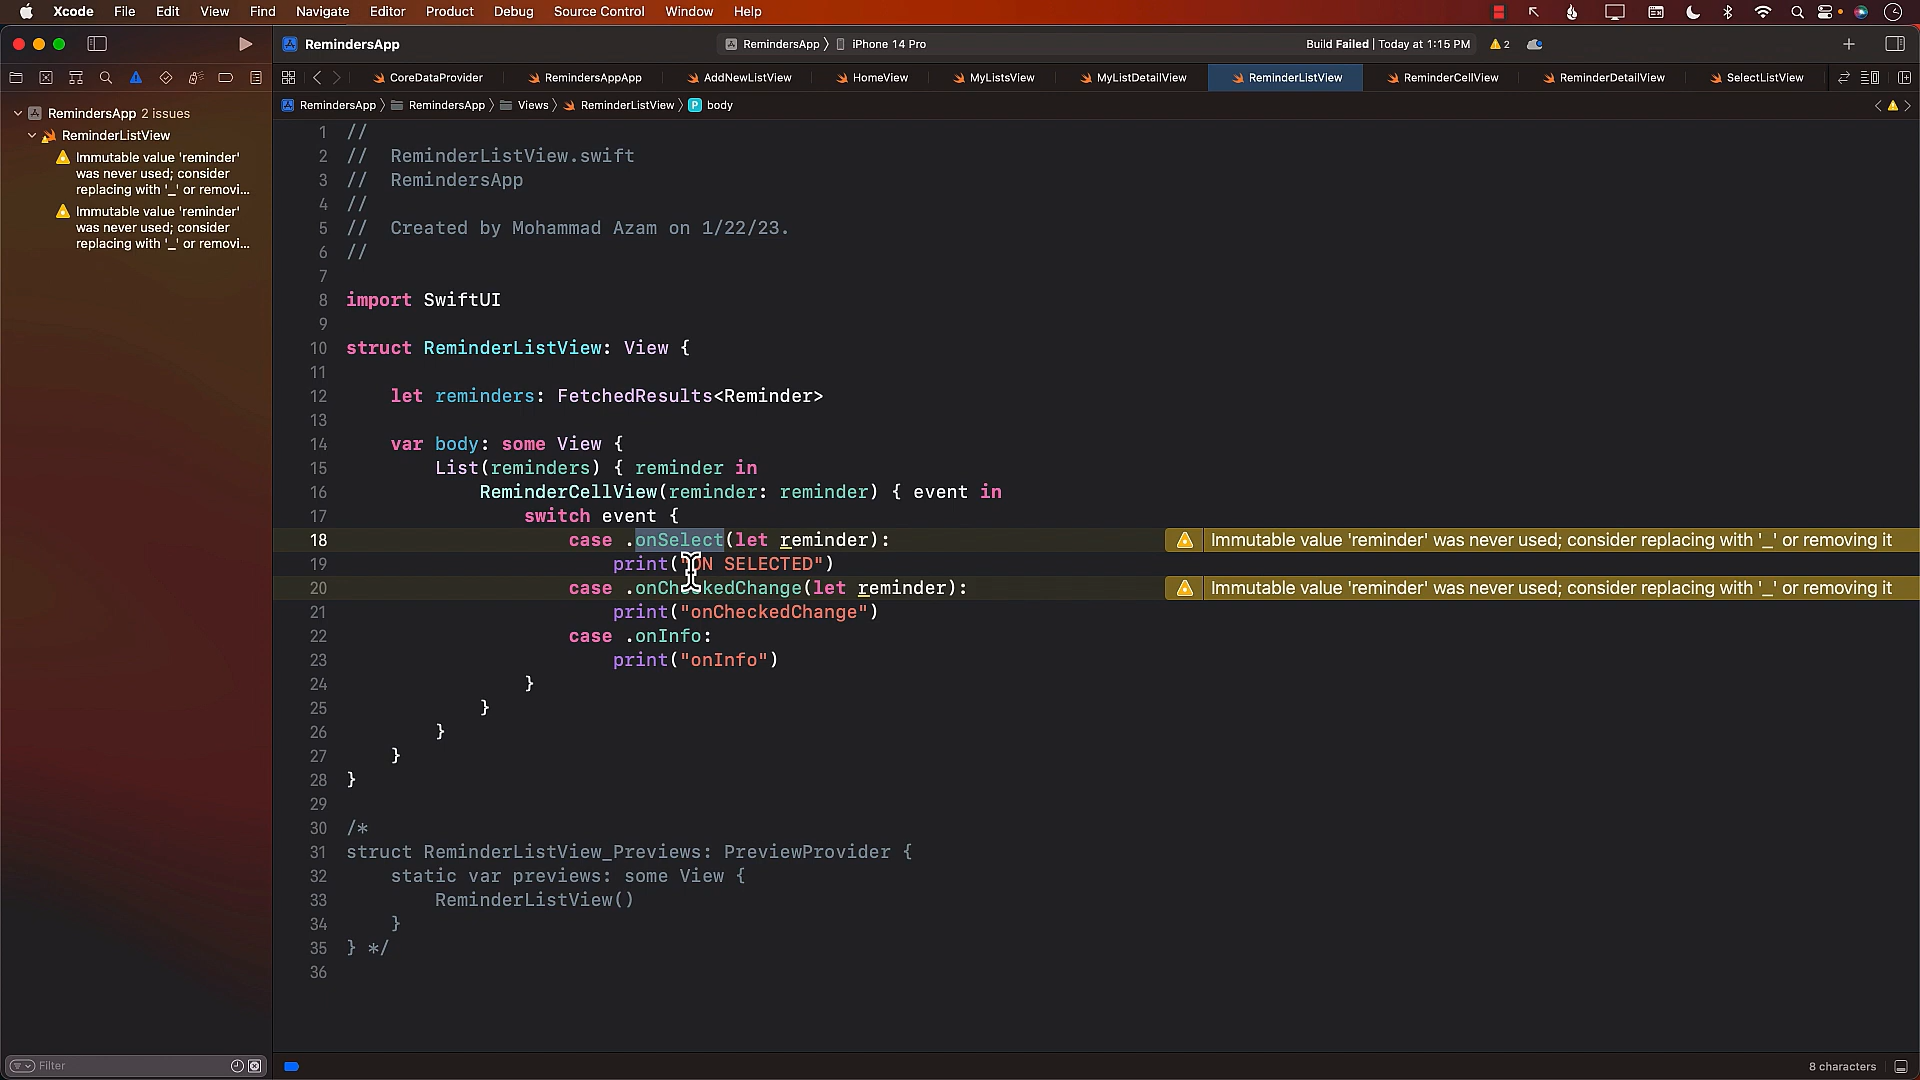 Xcode File Edit View Find Navigate Editor Product Debug Source Control Window Help
RemindersApp
RemindersApp 〉 iPhone 14 Pro
Build Failed | Today at 1:15 PM
2
CoreDataProvider
RemindersAppApp
AddNewListView
HomeView
MyListsView
MyListDetailView
ReminderListView
ReminderCellView
ReminderDetailView
SelectListView
RemindersApp 〉 RemindersApp 〉 Views 〉 ReminderListView 〉 P body
RemindersApp 2 issues
ReminderListView
Immutable value 'reminder'
was never used; consider
replacing with '_' or removi...
Immutable value 'reminder'
was never used; consider
replacing with '_' or removi...
1 //
2 //  ReminderListView.swift
3 //  RemindersApp
4 //
5 //  Created by Mohammad Azam on 1/22/23.
6 //
7
8 import SwiftUI
9
10 struct ReminderListView: View {
11
12     let reminders: FetchedResults<Reminder>
13
14     var body: some View {
15         List(reminders) { reminder in
16             ReminderCellView(reminder: reminder) { event in
17                 switch event {
18                     case .onSelect(let reminder):
Immutable value 'reminder' was never used; consider replacing with '_' or removing it
19                         print("ON SELECTED")
20                     case .onCheckedChange(let reminder):
Immutable value 'reminder' was never used; consider replacing with '_' or removing it
21                         print("onCheckedChange")
22                     case .onInfo:
23                         print("onInfo")
24                 }
25             }
26         }
27     }
28 }
29
30 /*
31 struct ReminderListView_Previews: PreviewProvider {
32     static var previews: some View {
33         ReminderListView()
34     }
35 } */
36
Filter
8 characters